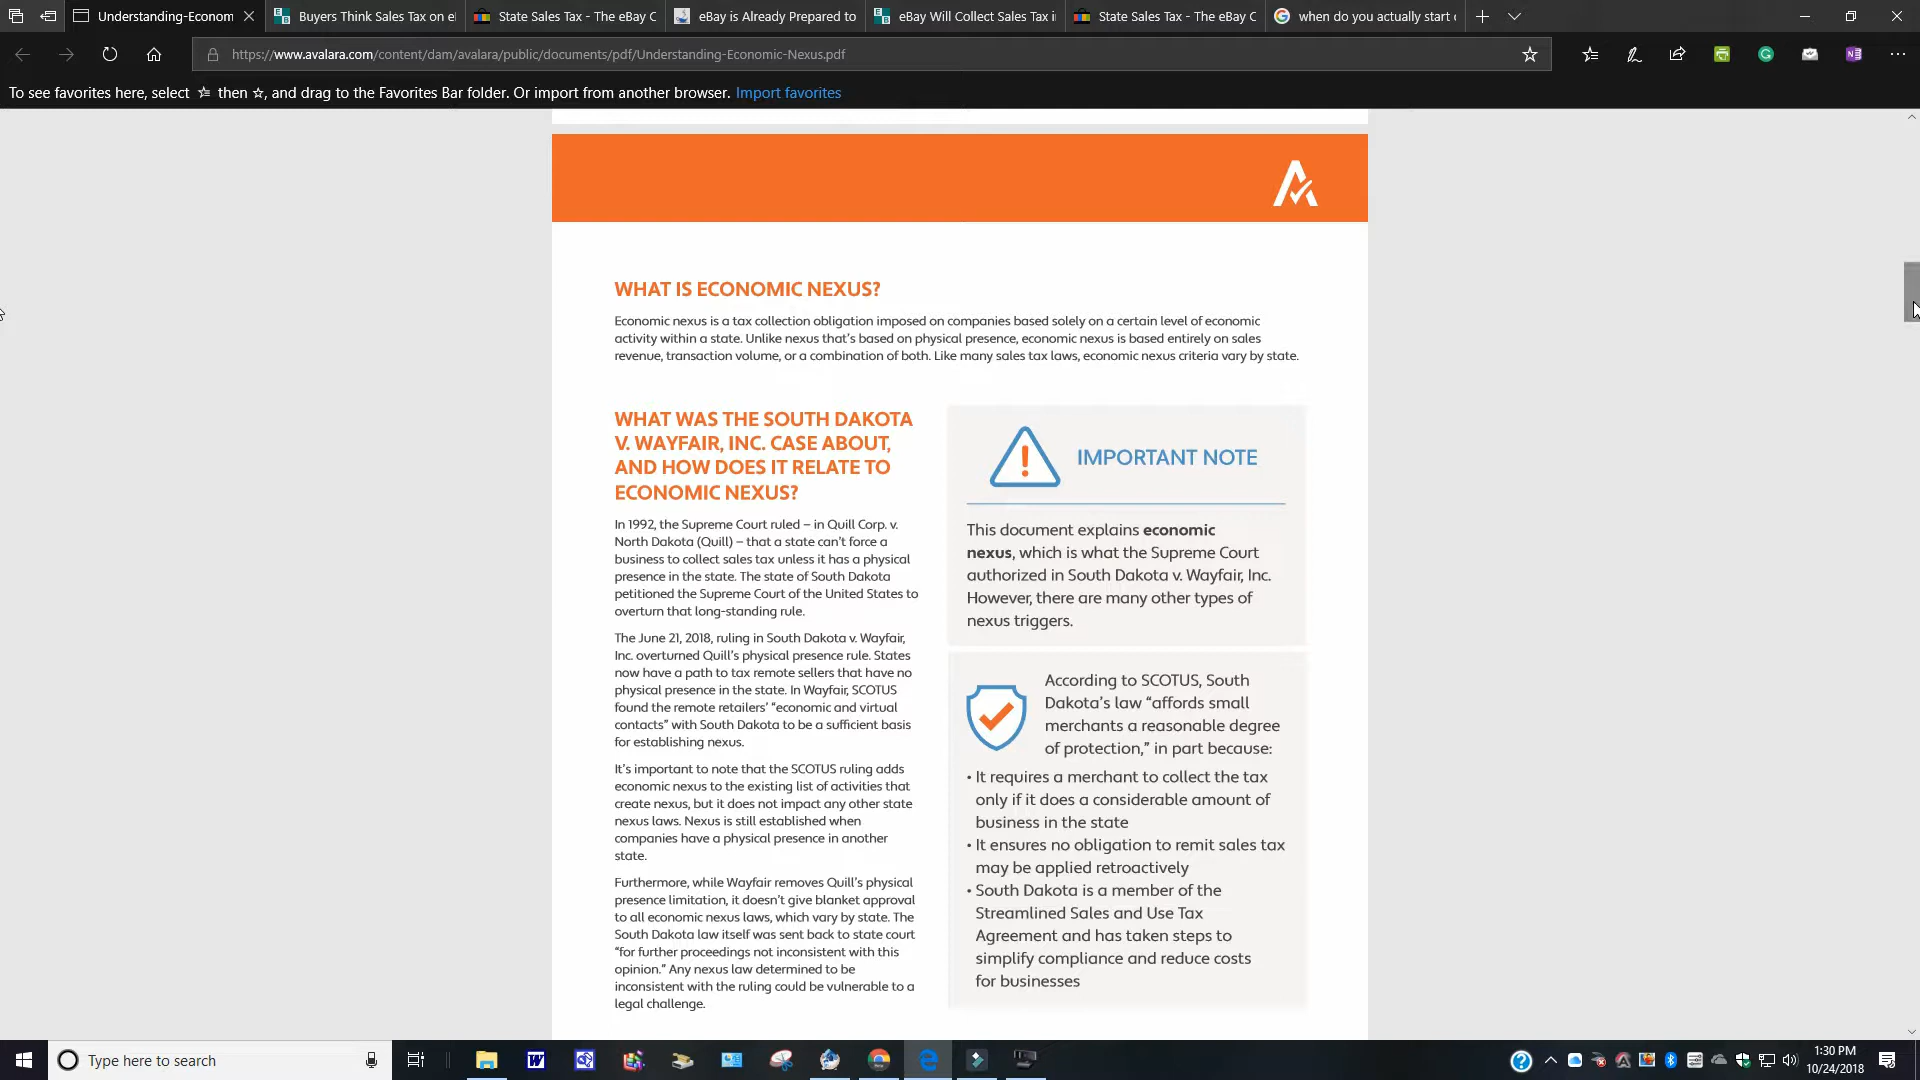 Understanding-Econom
Buyers Think Sales Tax on e
State Sales Tax - The eBay C
eBay is Already Prepared to
eBay Will Collect Sales Tax i
State Sales Tax - The eBay C
when do you actually start
https://www.avalara.com/content/dam/avalara/public/documents/pdf/Understanding-Economic-Nexus.pdf
To see favorites here, select then , and drag to the Favorites Bar folder. Or import from another browser. Import favorites
WHAT IS ECONOMIC NEXUS?
Economic nexus is a tax collection obligation imposed on companies based solely on a certain level of economic
activity within a state. Unlike nexus that's based on physical presence, economic nexus is based entirely on sales
revenue, transaction volume, or a combination of both. Like many sales tax laws, economic nexus criteria vary by state.
WHAT WAS THE SOUTH DAKOTA
V. WAYFAIR, INC. CASE ABOUT,
AND HOW DOES IT RELATE TO
ECONOMIC NEXUS?
In 1992, the Supreme Court ruled – in Quill Corp. v.
North Dakota (Quill) – that a state can't force a
business to collect sales tax unless it has a physical
presence in the state. The state of South Dakota
petitioned the Supreme Court of the United States to
overturn that long-standing rule.
The June 21, 2018, ruling in South Dakota v. Wayfair,
Inc. overturned Quill's physical presence rule. States
now have a path to tax remote sellers that have no
physical presence in the state. In Wayfair, SCOTUS
found the remote retailers' "economic and virtual
contacts" with South Dakota to be a sufficient basis
for establishing nexus.
It's important to note that the SCOTUS ruling adds
economic nexus to the existing list of activities that
create nexus, but it does not impact any other state
nexus laws. Nexus is still established when
companies have a physical presence in another
state.
Furthermore, while Wayfair removes Quill's physical
presence limitation, it doesn't give blanket approval
to all economic nexus laws, which vary by state. The
South Dakota law itself was sent back to state court
"for further proceedings not inconsistent with this
opinion." Any nexus law determined to be
inconsistent with the ruling could be vulnerable to a
legal challenge.
IMPORTANT NOTE
This document explains economic
nexus, which is what the Supreme Court
authorized in South Dakota v. Wayfair, Inc.
However, there are many other types of
nexus triggers.
According to SCOTUS, South
Dakota's law "affords small
merchants a reasonable degree
of protection," in part because:
• It requires a merchant to collect the tax
only if it does a considerable amount of
business in the state
• It ensures no obligation to remit sales tax
may be applied retroactively
• South Dakota is a member of the
Streamlined Sales and Use Tax
Agreement and has taken steps to
simplify compliance and reduce costs
for businesses
Type here to search
1:30 PM
10/24/2018